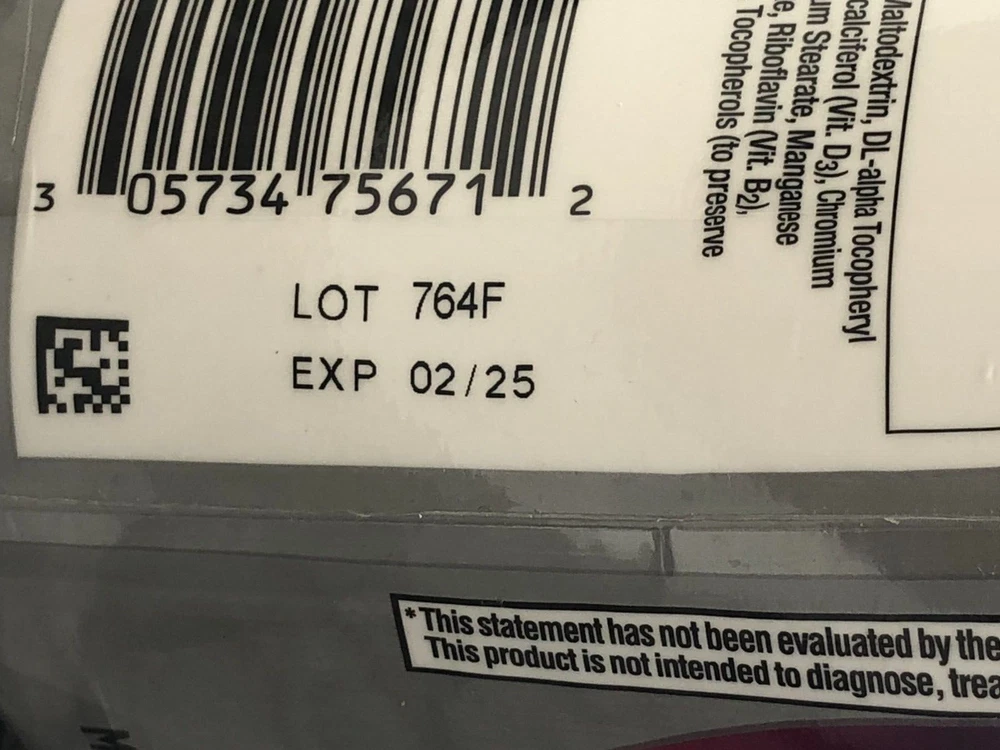 3 05734 75671 2
LOT 764F
EXP 02/25
Maltodextrin, DL-alpha Tocopheryl
calciferol (Vit. D3), Chromium
um Stearate, Manganese
e, Riboflavin (Vit. B2),
Tocopherols (to preserve
*This statement has not been evaluated by the
This product is not intended to diagnose, trea
M